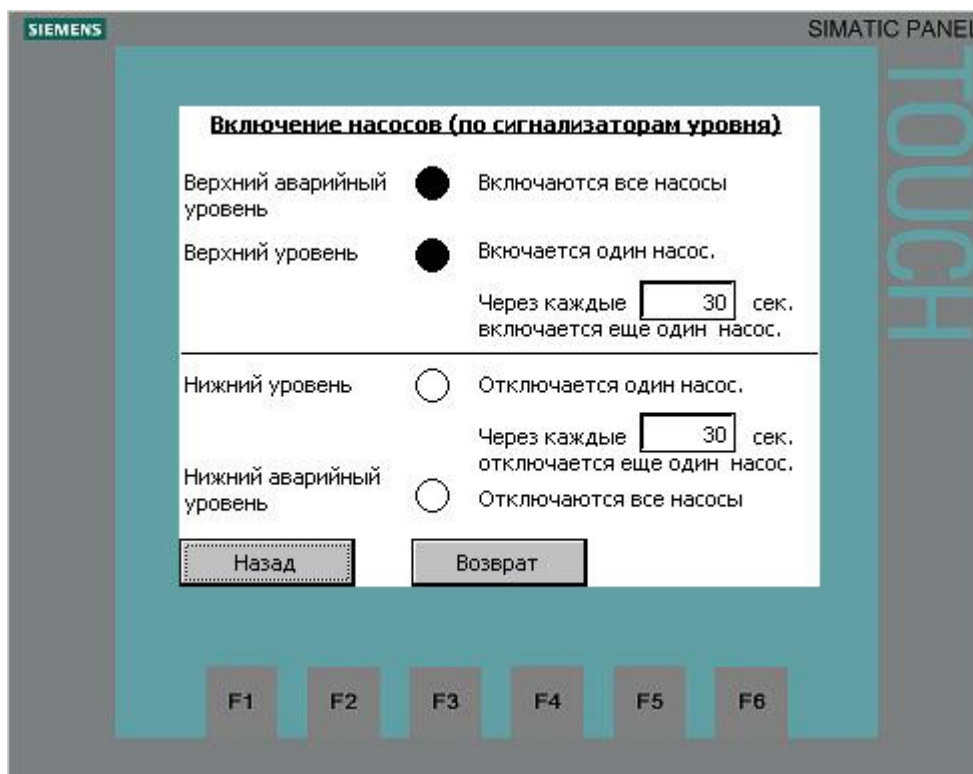 SIEMENS
SIMATIC PANEL
TOUCH
Включение насосов (по сигнализаторам уровня)
Верхний аварийный
уровень
Включаются все насосы
Верхний уровень
Вкючается один насос.
Через каждые 30 сек.
включается еще один насос.
Нижний уровень
Отключается один насос.
Через каждые 30 сек.
отключается еще один насос.
Нижний аварийный
уровень
Отключаются все насосы
Назад
Возврат
F1 F2 F3 F4 F5 F6